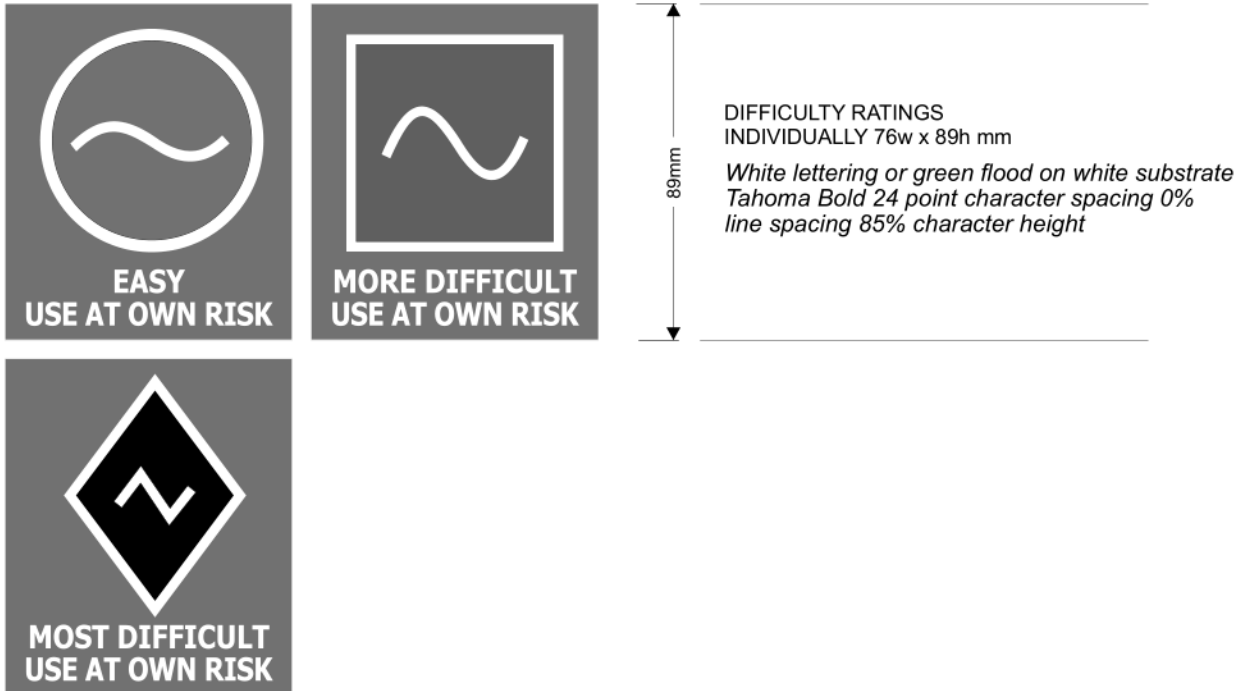 EASY
USE AT OWN RISK
MORE DIFFICULT
USE AT OWN RISK
89mm
DIFFICULTY RATINGS
INDIVIDUALLY 76w x 89h mm
White lettering or green flood on white substrate
Tahoma Bold 24 point character spacing 0%
line spacing 85% character height
MOST DIFFICULT
USE AT OWN RISK